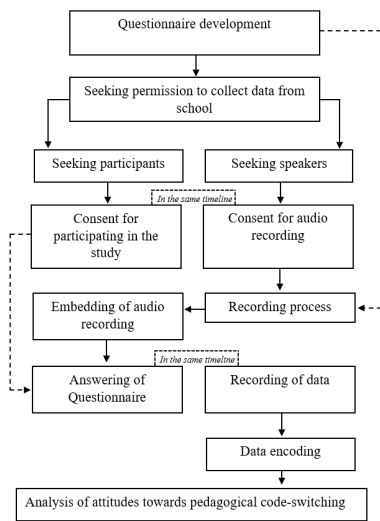 Questionnaire development
Seeking permission to collect data from
school
Seeking participants
Seeking speakers
In the same timeline
Consent for
participating in the
study
Consent for audio
recording
Embedding of audio
recording
Recording process
In the same timeline
Answering of
Questionnaire
Recording of data
Data encoding
Analysis of attitudes towards pedagogical code-switching